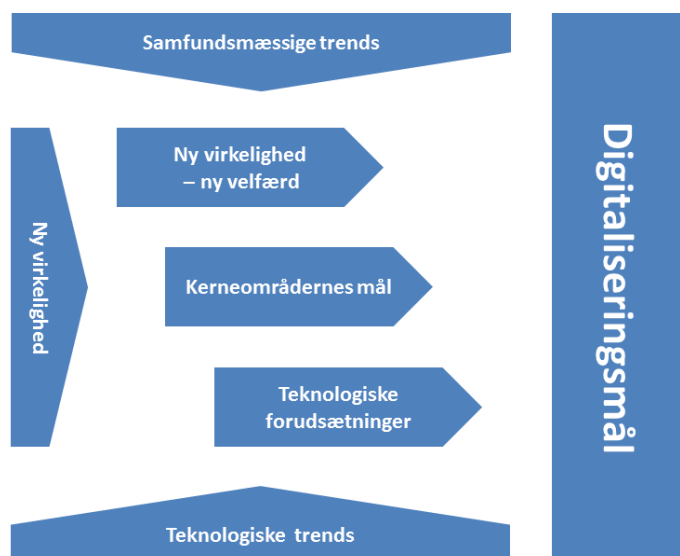 Samfundsmæssige trends
Ny virkelighed
– ny velfærd
Ny virkelighed
Kerneområdernes mål
Teknologiske
forudsætninger
Teknologiske trends
Digitaliseringsmål